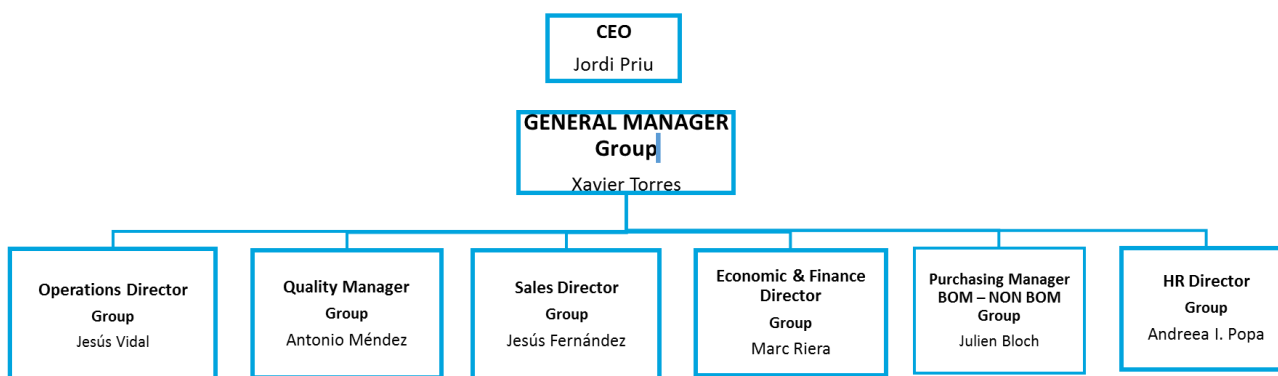 CEO
Jordi Priu
GENERAL MANAGER
Group
Xavier Torres
Operations Director
Group
Jesús Vidal
Quality Manager
Group
Antonio Méndez
Sales Director
Group
Jesús Fernández
Economic & Finance
Director
Group
Marc Riera
Purchasing Manager
BOM – NON BOM
Group
Julien Bloch
HR Director
Group
Andreea I. Popa